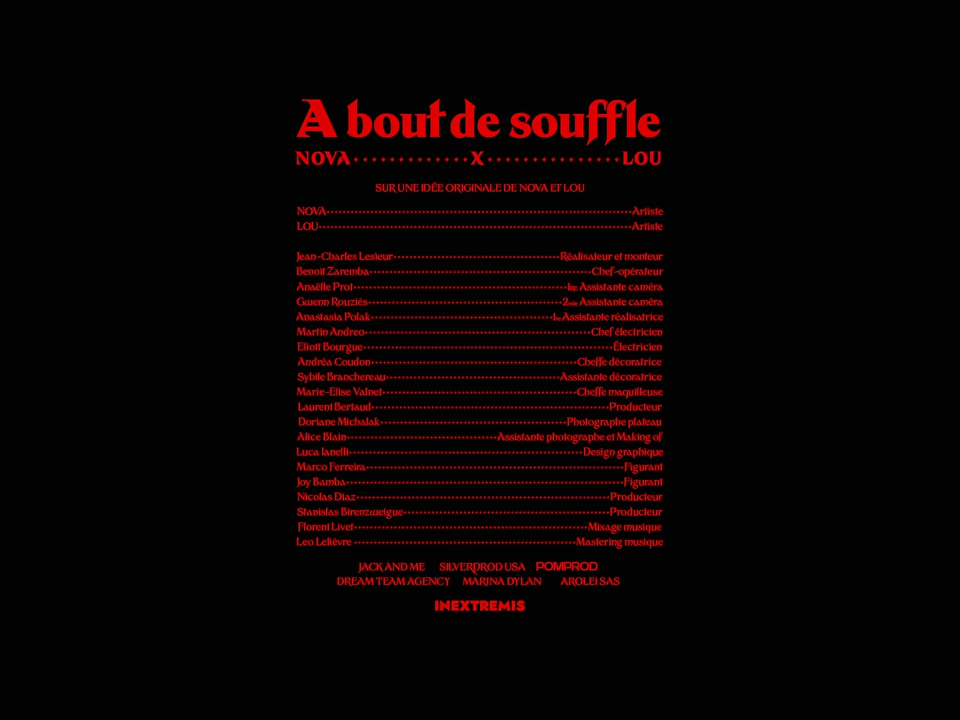 A bout de souffle
NOVA·············X···············LOU
SUR UNE IDÉE ORIGINALE DE NOVA ET LOU
NOVA Artiste
LOU Artiste
Jean-Charles Lesieur Réalisateur et monteur
Benoit Zaremba Chef-opérateur
Anaëlle Prot 1re Assistante caméra
Gwenn Rouziès 2nde Assistante caméra
Anastasia Polak 1re Assistante réalisatrice
Martin Andreo Chef électricien
Eliott Bourgue Électricien
Andréa Coudon Cheffe décoratrice
Sybile Branchereau Assistante décoratrice
Marie-Elise Valnet Cheffe maquilleuse
Laurent Bertaud Producteur
Doriane Michalak Photographe plateau
Alice Blain Assistante photographe et Making of
Luca Ianelli Design graphique
Marco Ferreira Figurant
Joy Bamba Figurant
Nicolas Diaz Producteur
Stanislas Birenzweigue Producteur
Florent Livet Mixage musique
Leo Lelièvre Mastering musique
JACK AND ME SILVERPROD USA POMPROD
DREAM TEAM AGENCY MARINA DYLAN AROLEI SAS
INEXTREMIS